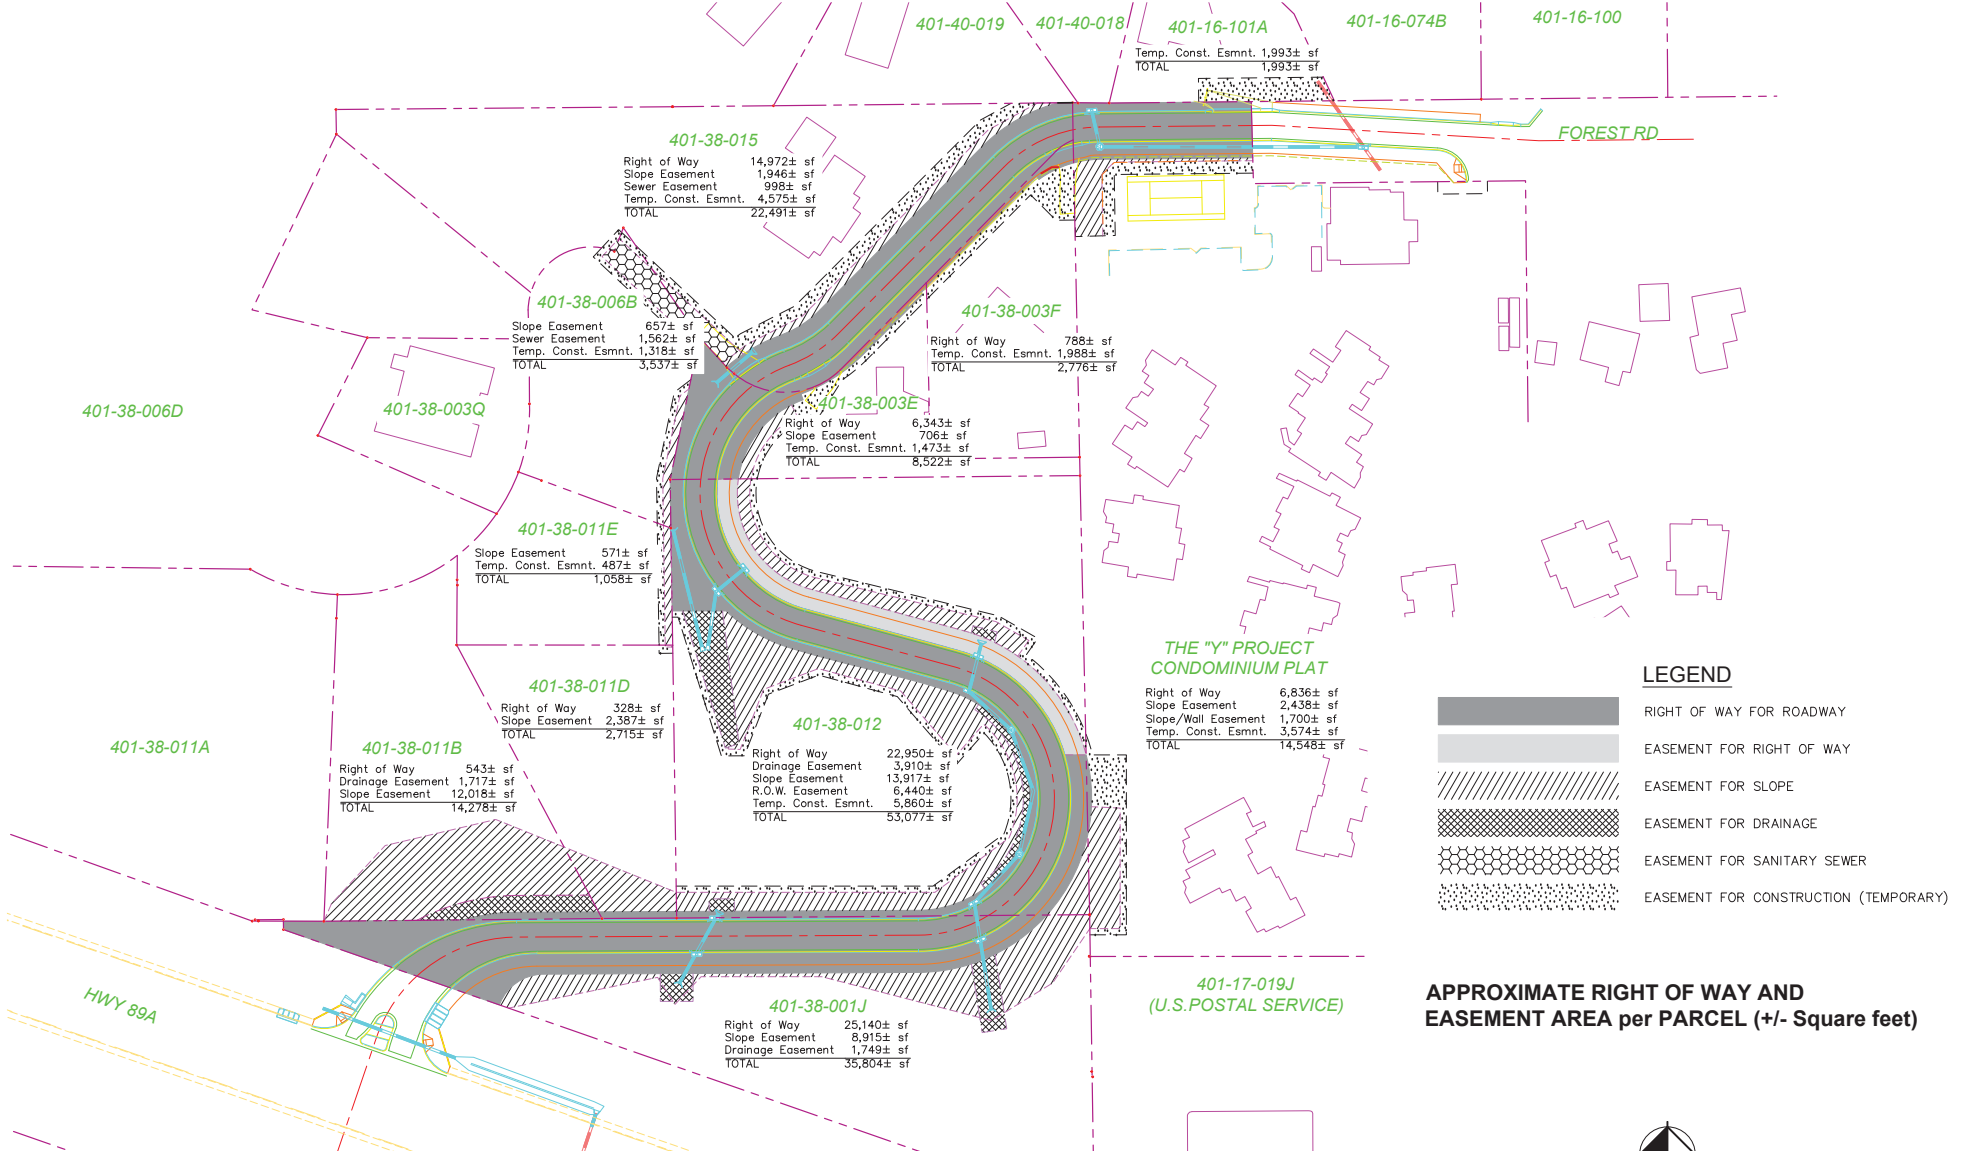 401-40-019
401-40-018
401-16-101A
401-16-074B
401-16-100
Temp. Const. Esmnt. 1,993± sf
TOTAL 1,993± sf
FOREST RD
401-38-015
Right of Way 14,972± sf
Slope Easement 1,946± sf
Sewer Easement 998± sf
Temp. Const. Esmnt. 4,575± sf
TOTAL 22,491± sf
401-38-006B
Slope Easement 657± sf
Sewer Easement 1,562± sf
Temp. Const. Esmnt. 1,318± sf
TOTAL 3,537± sf
401-38-003F
Right of Way 788± sf
Temp. Const. Esmnt. 1,988± sf
TOTAL 2,776± sf
401-38-006D
401-38-003Q
401-38-003E
Right of Way 6,343± sf
Slope Easement 706± sf
Temp. Const. Esmnt. 1,473± sf
TOTAL 8,522± sf
401-38-011E
Slope Easement 571± sf
Temp. Const. Esmnt. 487± sf
TOTAL 1,058± sf
401-38-011D
Right of Way 328± sf
Slope Easement 2,387± sf
TOTAL 2,715± sf
401-38-011A
401-38-011B
Right of Way 543± sf
Drainage Easement 1,717± sf
Slope Easement 12,018± sf
TOTAL 14,278± sf
401-38-012
Right of Way 22,950± sf
Drainage Easement 3,910± sf
Slope Easement 13,917± sf
R.O.W. Easement 6,440± sf
Temp. Const. Esmnt. 5,860± sf
TOTAL 53,077± sf
THE "Y" PROJECT
CONDOMINIUM PLAT
Right of Way 6,836± sf
Slope Easement 2,438± sf
Slope/Wall Easement 1,700± sf
Temp. Const. Esmnt. 3,574± sf
TOTAL 14,548± sf
LEGEND
RIGHT OF WAY FOR ROADWAY
EASEMENT FOR RIGHT OF WAY
EASEMENT FOR SLOPE
EASEMENT FOR DRAINAGE
EASEMENT FOR SANITARY SEWER
EASEMENT FOR CONSTRUCTION (TEMPORARY)
HWY 89A
401-38-001J
Right of Way 25,140± sf
Slope Easement 8,915± sf
Drainage Easement 1,749± sf
TOTAL 35,804± sf
401-17-019J
(U.S.POSTAL SERVICE)
APPROXIMATE RIGHT OF WAY AND
EASEMENT AREA per PARCEL (+/- Square feet)